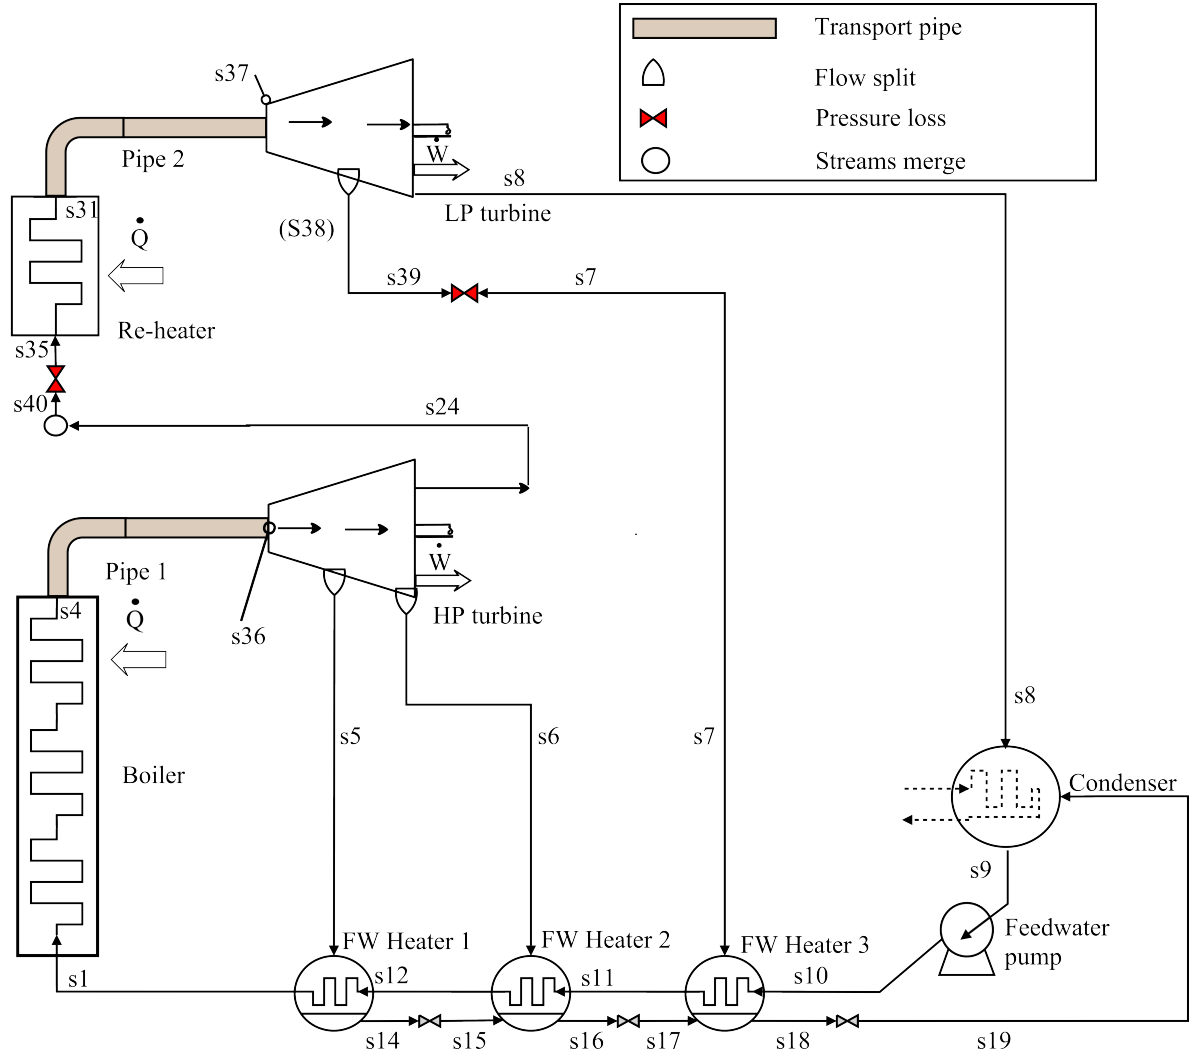 Transport pipe
Flow split
Pressure loss
Streams merge
s37
Pipe 2
Ẇ
s8
LP turbine
s31
(S38)
Q̇
s39
s7
Re-heater
s35
s40
s24
Pipe 1
Ẇ
s4
Q̇
HP turbine
s36
s8
s5
s6
s7
Boiler
Condenser
s9
Feedwater
pump
FW Heater 1
FW Heater 2
FW Heater 3
s1
s12
s11
s10
s14
s15
s16
s17
s18
s19